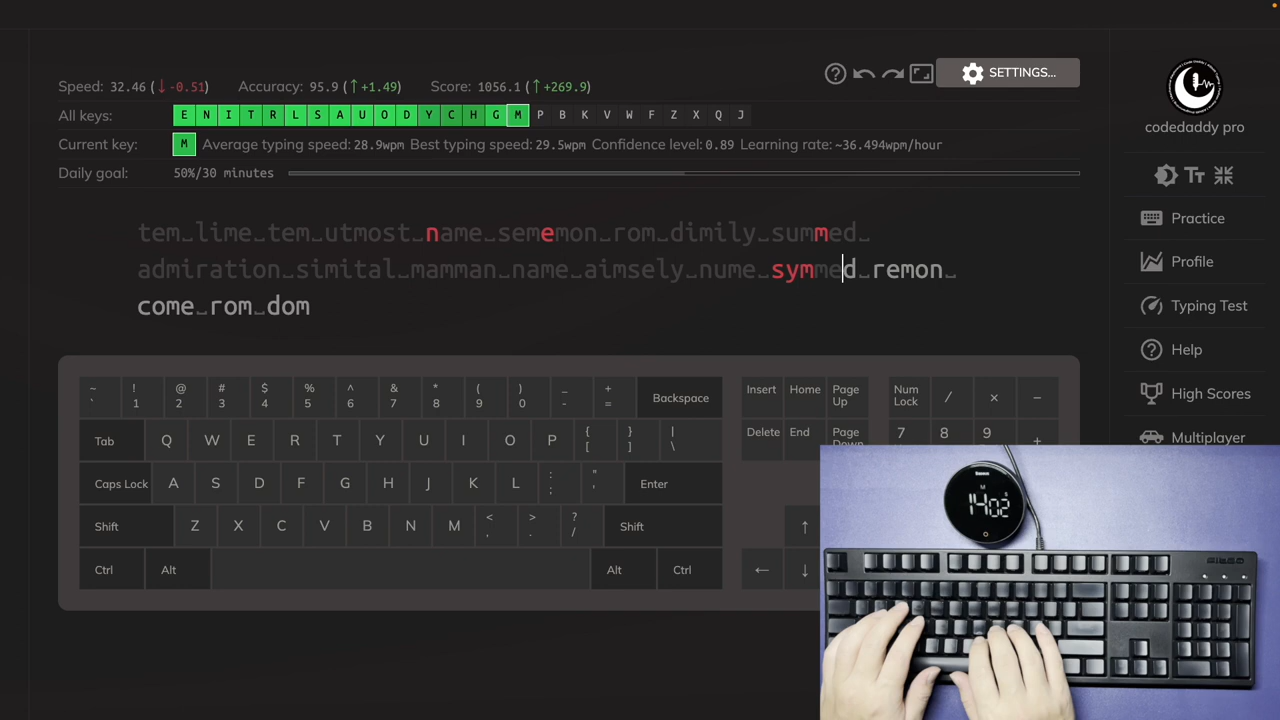 Speed: 32.46 (↓-0.51) Accuracy: 95.9 (↑+1.49) Score: 1056.1 (↑+269.9)
SETTINGS...
All keys: E N I T R L S A U O D Y C H G M P B K V W F Z X Q J
Current key: M Average typing speed: 28.9wpm Best typing speed: 29.5wpm Confidence level: 0.89 Learning rate: ~36.494wpm/hour
Daily goal: 50%/30 minutes
codedaddy pro
Practice
Profile
Typing Test
Help
High Scores
Multiplayer
tem␣lime␣tem␣utmost␣name␣sememon␣rom␣dimily␣summed␣
admiration␣simital␣mamman␣name␣aimsely␣nume␣symmed␣remon␣
come␣rom␣dom
~ ! @ # $ % ^ & * ( ) _ +
` 1 2 3 4 5 6 7 8 9 0 - = Backspace
Insert Home Page Up Num Lock / × −
Tab Q W E R T Y U I O P { [ } ] | \
Delete End Page Down 7 8 9 +
Caps Lock A S D F G H J K L : ; " ' Enter
Shift Z X C V B N M < , > . ? / Shift ↑
Ctrl Alt Alt Ctrl ← ↓
Baseus
M S
14:02